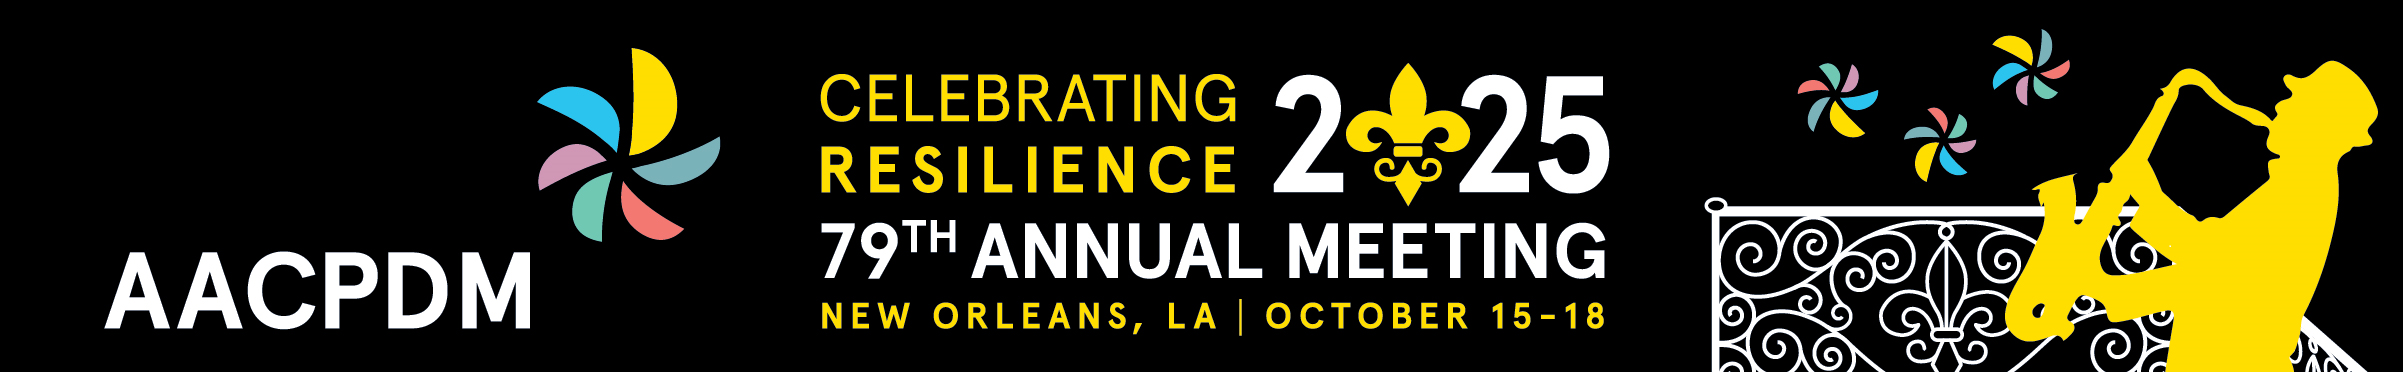 AACPDM
CELEBRATING
RESILIENCE
2025
79TH ANNUAL MEETING
NEW ORLEANS, LA | OCTOBER 15-18